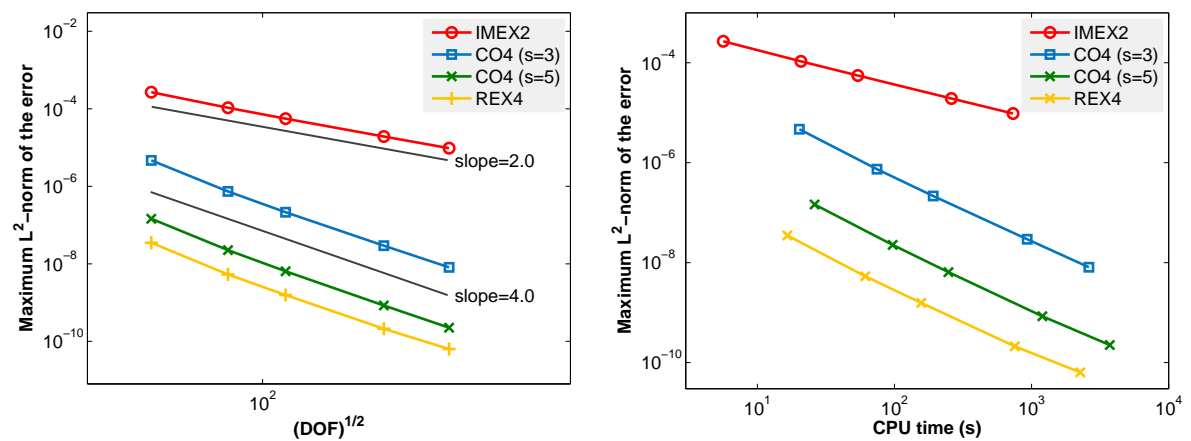 10^−2
10^−4
10^−6
10^−8
10^−10
Maximum L^2−norm of the error
IMEX2
CO4 (s=3)
CO4 (s=5)
REX4
slope=2.0
slope=4.0
10^2
(DOF)^1/2
10^−4
10^−6
10^−8
10^−10
Maximum L^2−norm of the error
IMEX2
CO4 (s=3)
CO4 (s=5)
REX4
10^1
10^2
10^3
10^4
CPU time (s)